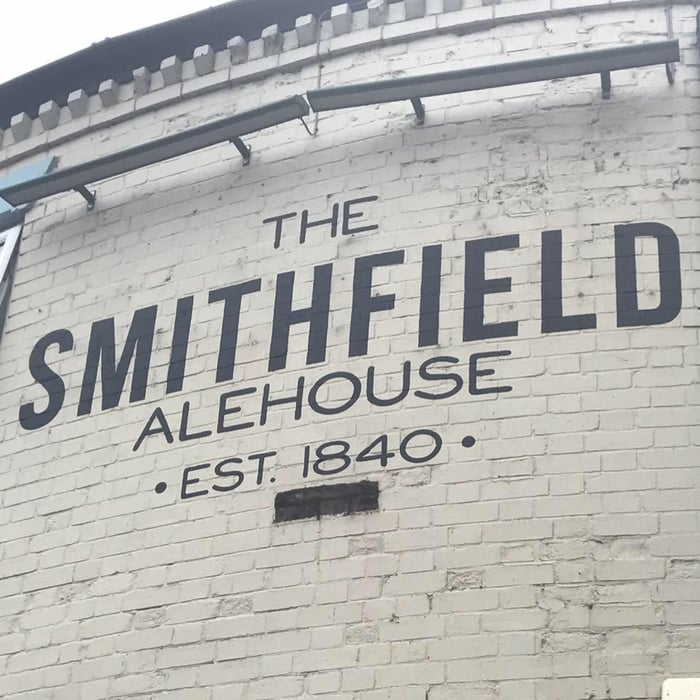 THE
SMITHFIELD
ALEHOUSE
• EST. 1840 •